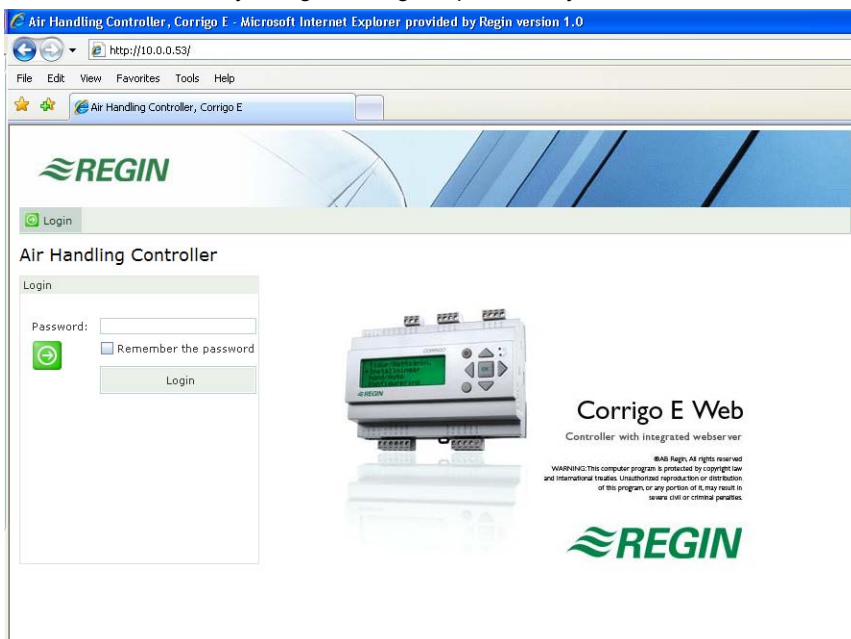 Air Handling Controller, Corrigo E - Microsoft Internet Explorer provided by Regin version 1.0
http://10.0.0.53/
File Edit View Favorites Tools Help
Air Handling Controller, Corrigo E
REGIN
Login
Air Handling Controller
Login
Password:
Remember the password
Login
CORRIGO
OK
REGIN
Corrigo E Web
Controller with integrated webserver
®AB Regin, All rights reserved
WARNING: This computer program is protected by copyright law
and international treaties. Unauthorized reproduction or distribution
of this program, or any portion of it, may result in
severe civil or criminal penalties.
REGIN